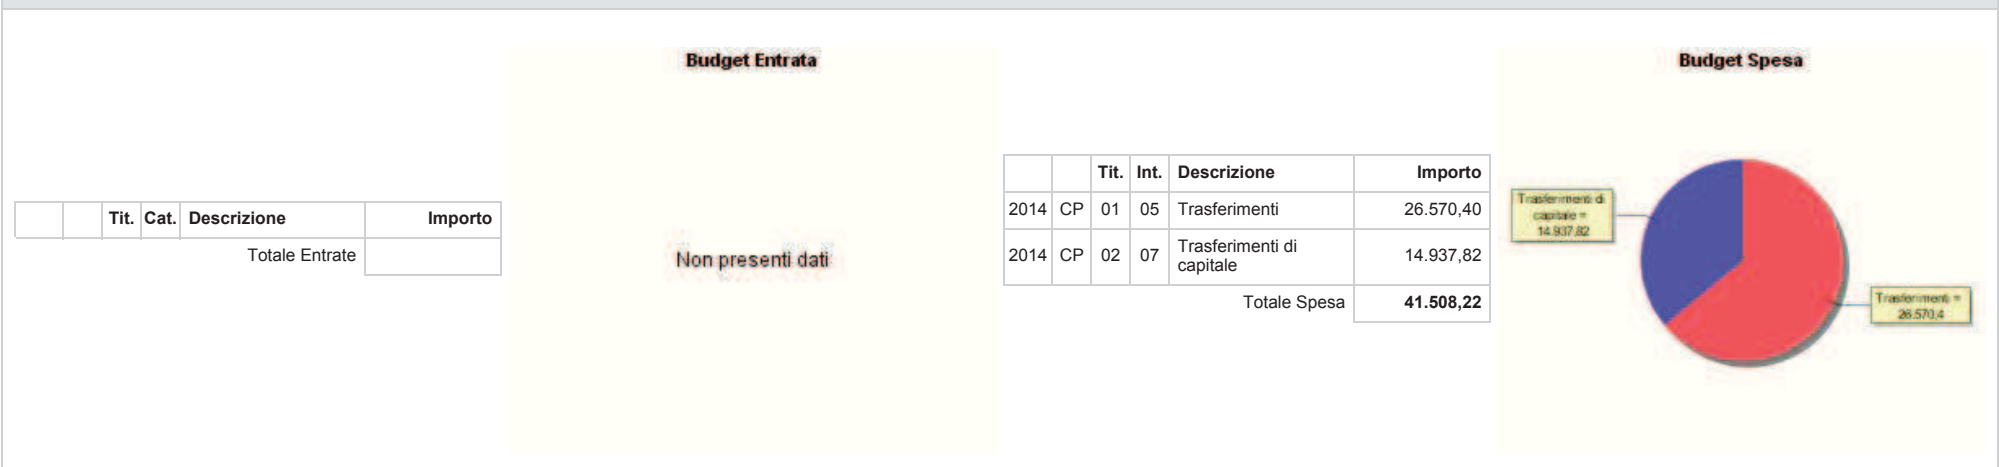 Tit. Cat. Descrizione Importo
Totale Entrate
Budget Entrata
Non presenti dati
Tit. Int. Descrizione Importo
2014 CP 01 05 Trasferimenti 26.570,40
2014 CP 02 07 Trasferimenti di
capitale 14.937,82
Totale Spesa 41.508,22
Budget Spesa
Trasferimenti di
capitale =
14.937,82
Trasferimenti =
26.570,4